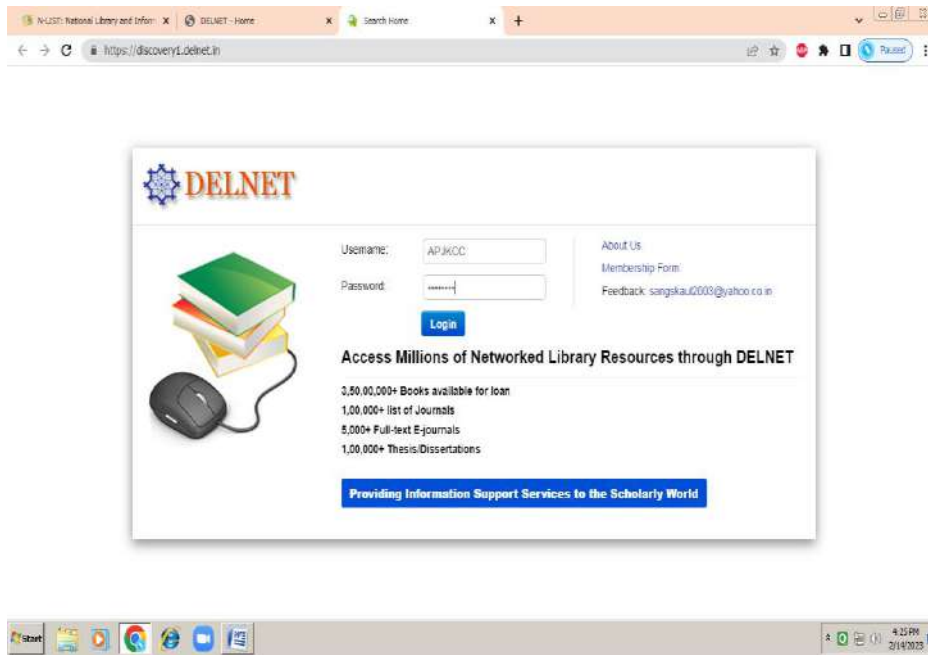 N-LIST: National Library and Infor
DELNET - Home
Search Home
https://discovery1.delnet.in
Paused
DELNET
Username: APJKCC
Password: ••••••••
Login
About Us
Membership Form
Feedback: sangskaul2003@yahoo.co.in
Access Millions of Networked Library Resources through DELNET
3,50,00,000+ Books available for loan
1,00,000+ list of Journals
5,000+ Full-text E-journals
1,00,000+ Thesis/Dissertations
Providing Information Support Services to the Scholarly World
Start
4:25 PM
2/14/2023